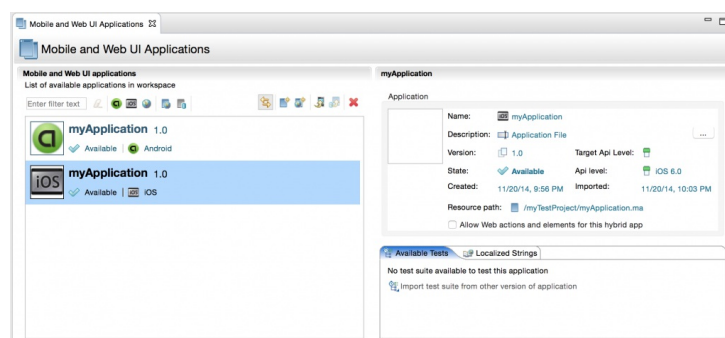 Mobile and Web UI Applications
Mobile and Web UI Applications
Mobile and Web UI applications
List of available applications in workspace
Enter filter text
iOS
myApplication 1.0
Available | Android
iOS
myApplication 1.0
Available | iOS iOS
myApplication
Application
Name: iOS myApplication
Description: Application File ...
Version: 1.0 Target Api Level:
State: Available Api level: iOS 6.0
Created: 11/20/14, 9:56 PM Imported: 11/20/14, 10:03 PM
Resource path: /myTestProject/myApplication.ma
Allow Web actions and elements for this hybrid app
Available Tests Localized Strings
No test suite available to test this application
Import test suite from other version of application